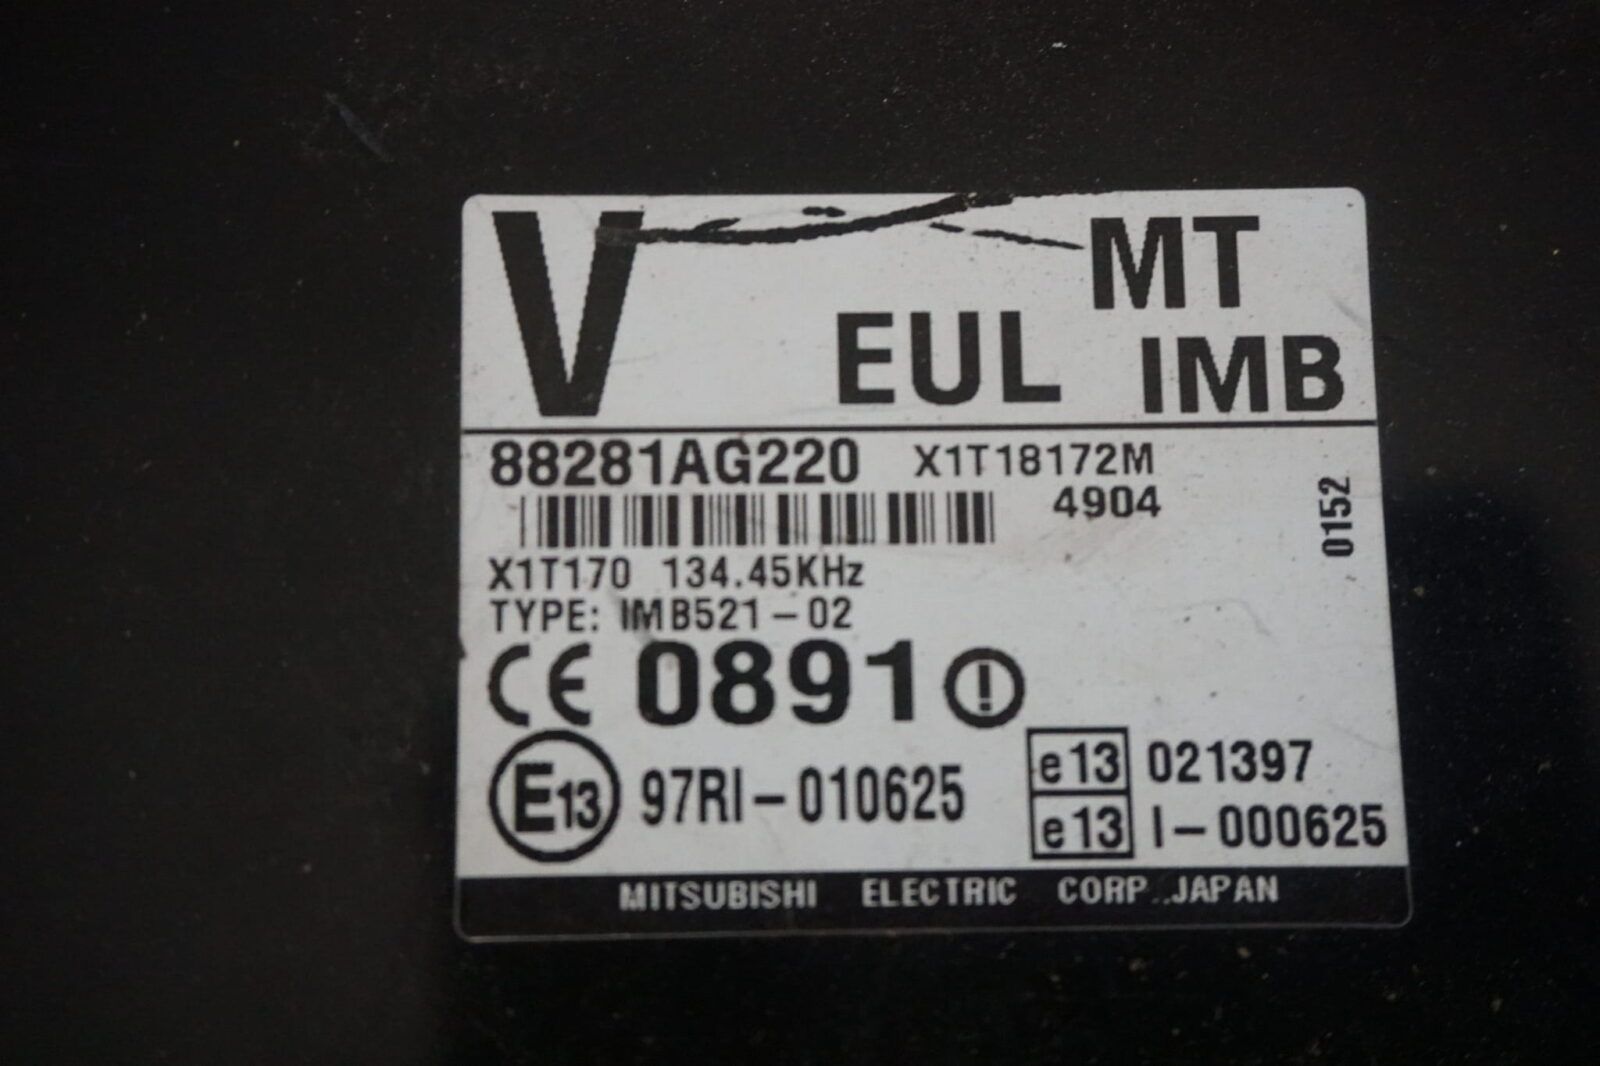 V MT
EUL IMB
88281AG220 X1T18172M
4904
0152
X1T170 134.45KHz
TYPE: IMB521-02
CE 0891
E13 97RI-010625
e13 021397
e13 I-000625
MITSUBISHI ELECTRIC CORP. JAPAN